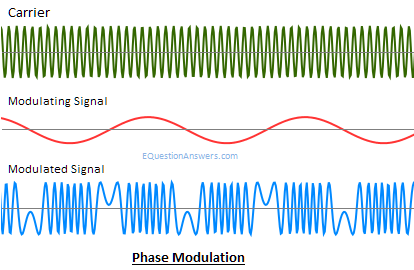 Carrier
Modulating Signal
EQuestionAnswers.com
Modulated Signal
Phase Modulation